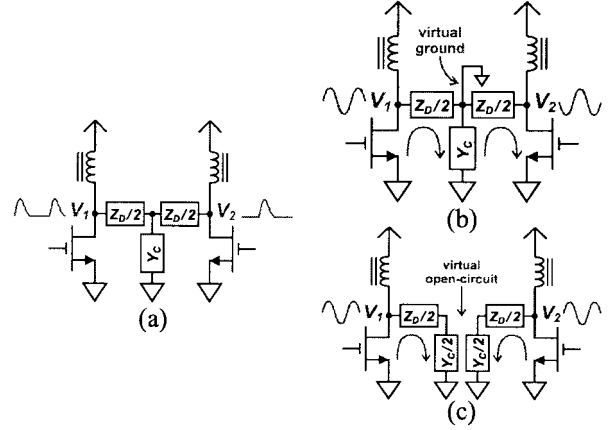 V1 ZD/2 ZD/2 V2
YC
(a)
virtual
ground
V1 ZD/2 ZD/2 V2
YC
(b)
virtual
open-circuit
V1 ZD/2 ZD/2 V2
YC/2 YC/2
(c)